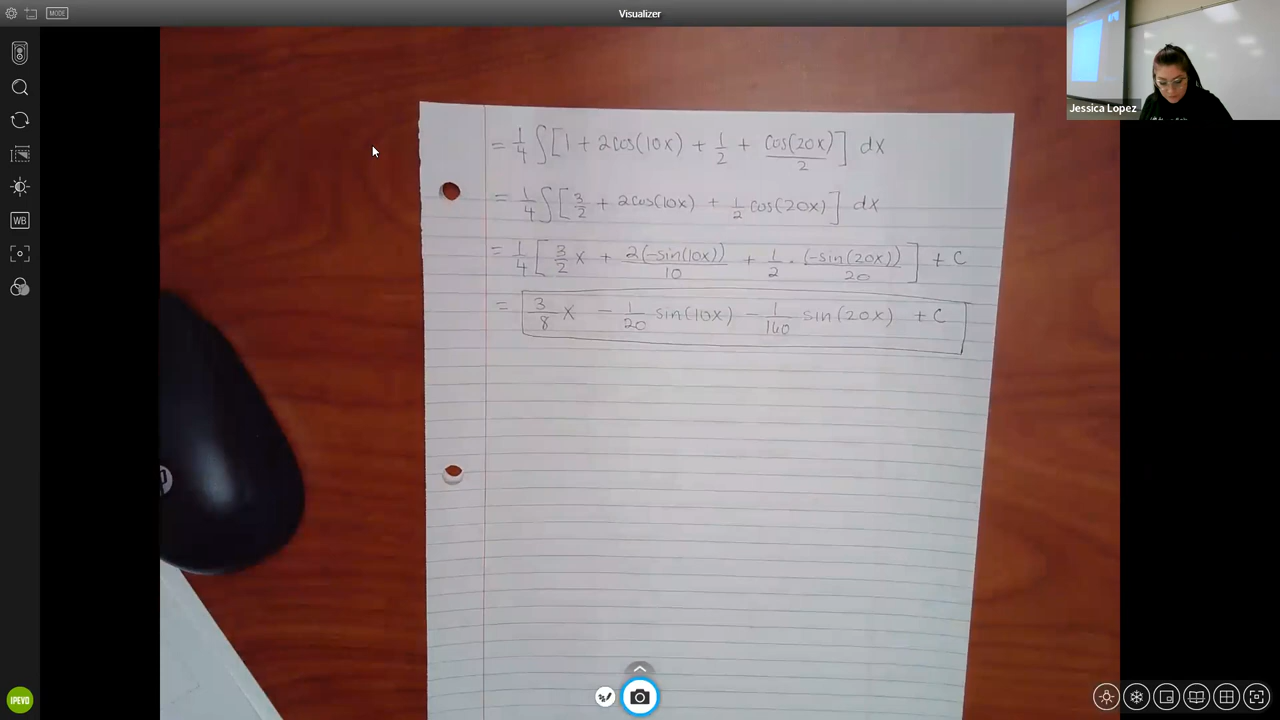 MODE
Visualizer
Jessica Lopez
= 1/4 ∫ [1 + 2cos(10x) + 1/2 + cos(20x)/2] dx
= 1/4 ∫ [3/2 + 2cos(10x) + 1/2 cos(20x)] dx
= 1/4 [3/2 x + 2(-sin(10x))/10 + 1/2 · (-sin(20x))/20] + C
= 3/8 x - 1/20 sin(10x) - 1/160 sin(20x) + C
WB
IPEVO